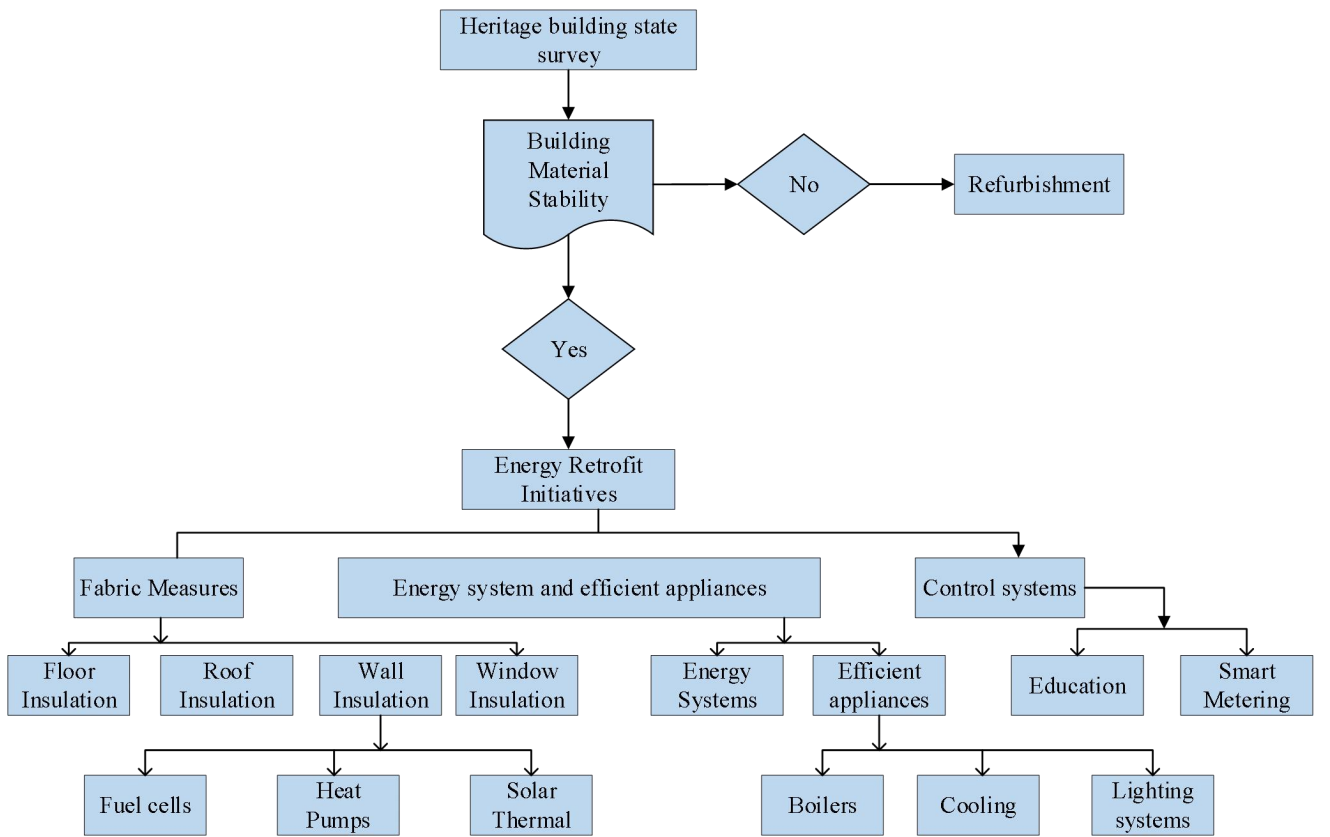 Heritage building state
survey
Building
Material
Stability
No
Refurbishment
Yes
Energy Retrofit
Initiatives
Fabric Measures
Energy system and efficient appliances
Control systems
Floor
Insulation
Roof
Insulation
Wall
Insulation
Window
Insulation
Energy
Systems
Efficient
appliances
Education
Smart
Metering
Fuel cells
Heat
Pumps
Solar
Thermal
Boilers
Cooling
Lighting
systems